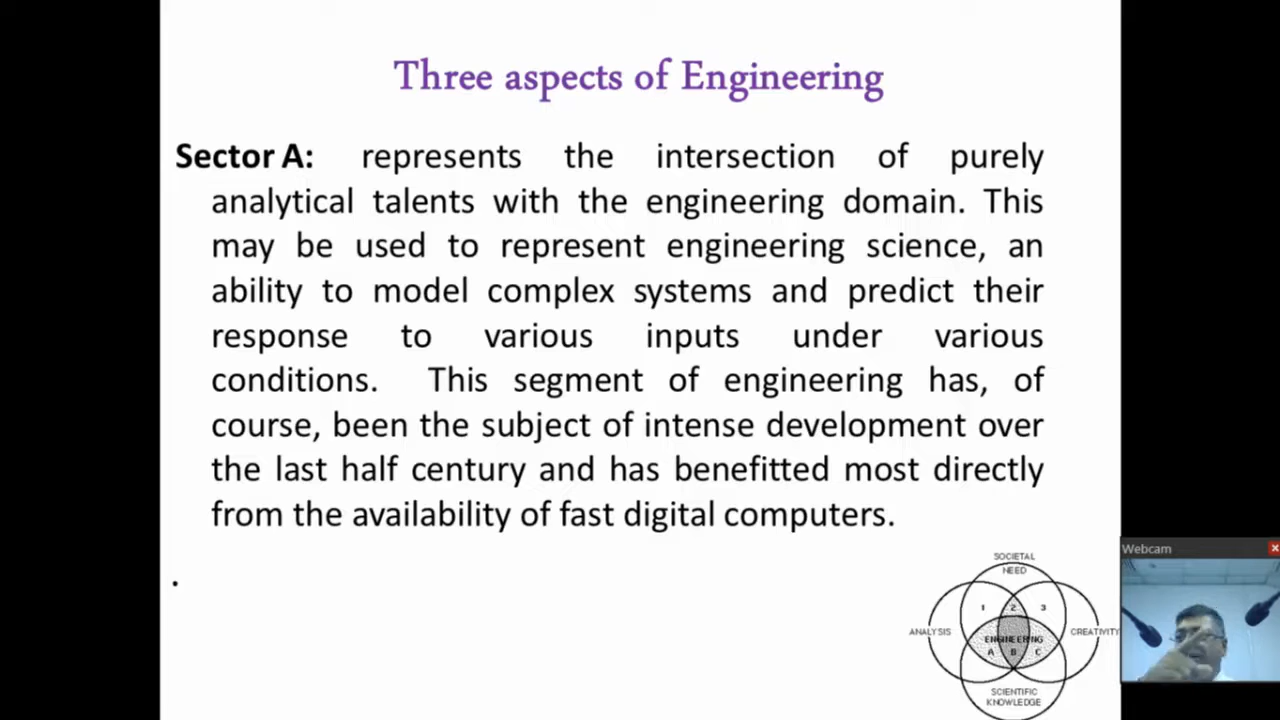 Three aspects of Engineering
Sector A: represents the intersection of purely
analytical talents with the engineering domain. This
may be used to represent engineering science, an
ability to model complex systems and predict their
response to various inputs under various
conditions. This segment of engineering has, of
course, been the subject of intense development over
the last half century and has benefitted most directly
from the availability of fast digital computers.
.
SOCIETAL
NEED
1 2 3
ANALYSIS
CREATIVITY
ENGINEERING
A B C
SCIENTIFIC
KNOWLEDGE
Webcam